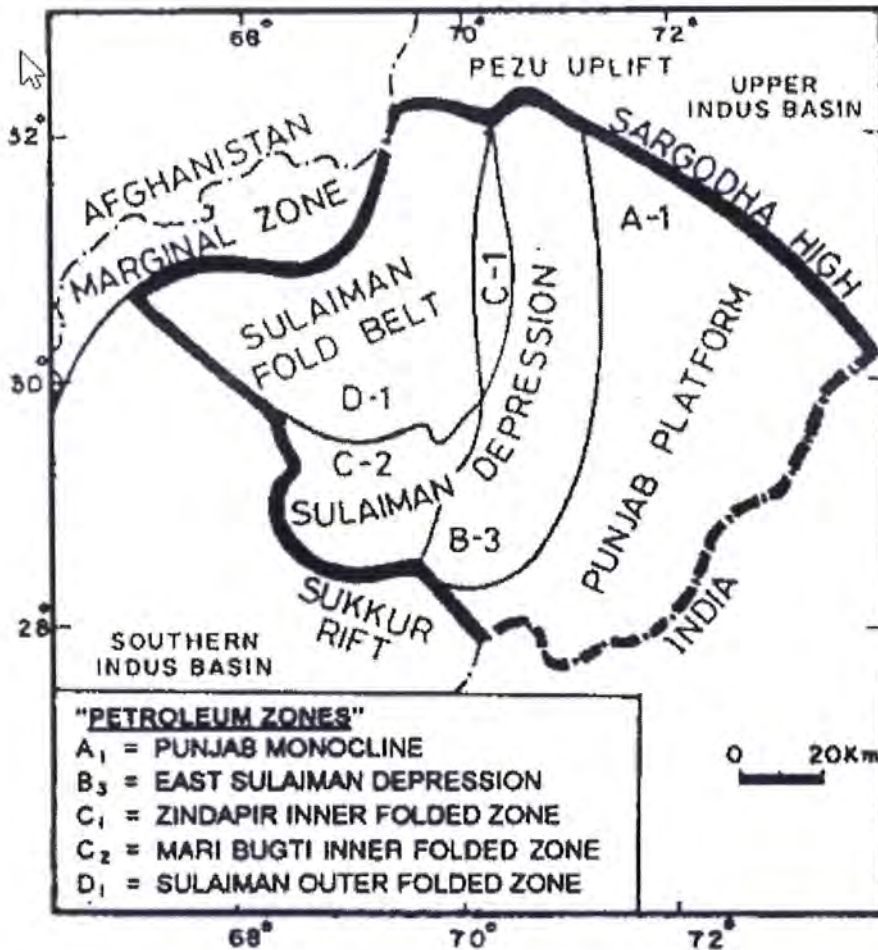 68°
70°
72°
PEZU UPLIFT
UPPER
INDUS BASIN
32°
SARGODHA HIGH
AFGHANISTAN
MARGINAL ZONE
A-1
C-1
SULAIMAN
FOLD BELT
D-1
DEPRESSION
30°
PUNJAB PLATFORM
C-2
SULAIMAN
B-3
SUKKUR
RIFT
INDIA
28°
SOUTHERN
INDUS BASIN
"PETROLEUM ZONES"
A₁ = PUNJAB MONOCLINE
B₃ = EAST SULAIMAN DEPRESSION
C₁ = ZINDAPIR INNER FOLDED ZONE
C₂ = MARI BUGTI INNER FOLDED ZONE
D₁ = SULAIMAN OUTER FOLDED ZONE
0 20Km
68°
70°
72°